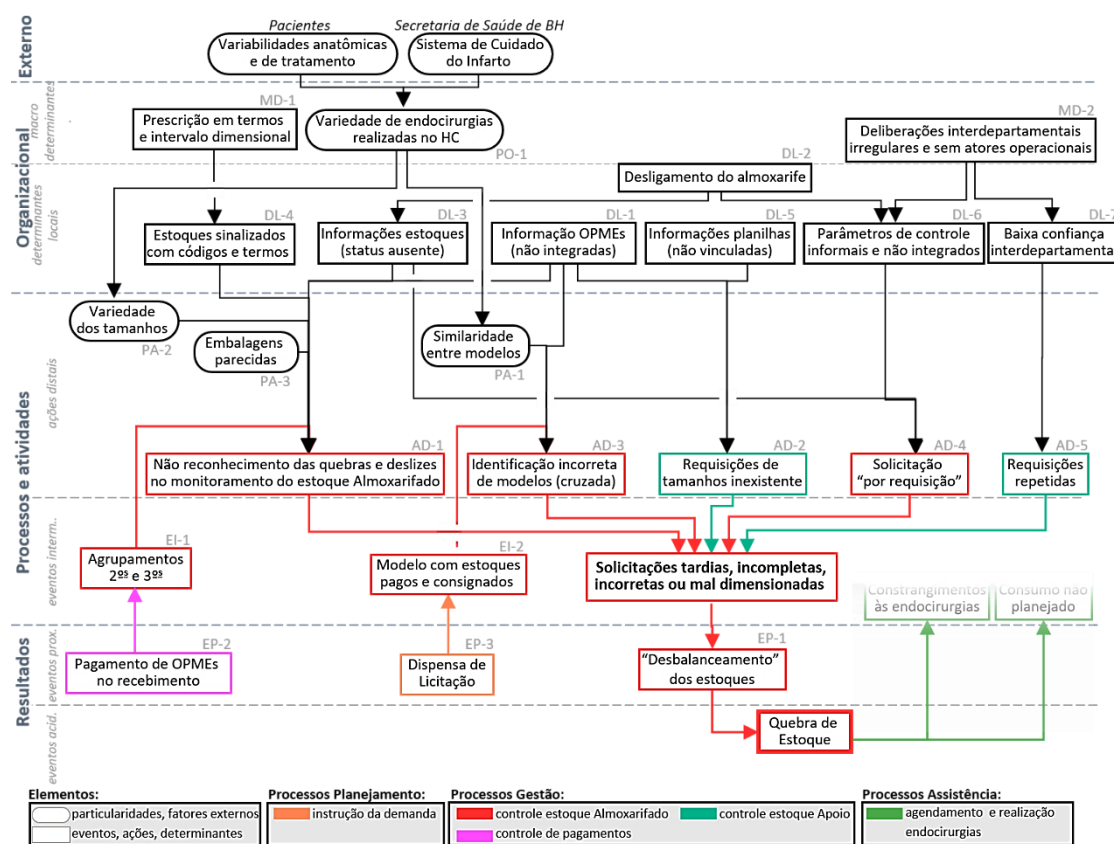 Pacientes
Secretaria de Saúde de BH
Externo
Variabilidades anatômicas
e de tratamento
Sistema de Cuidado
do Infarto
Organizacional
macro
determinantes
MD-1
Prescrição em termos
e intervalo dimensional
Variedade de endocirurgias
realizadas no HC
PO-1
MD-2
Deliberações interdepartamentais
irregulares e sem atores operacionais
DL-2
Desligamento do almoxarife
determinantes
locais
DL-4
Estoques sinalizados
com códigos e termos
DL-3
Informações estoques
(status ausente)
DL-1
Informação OPMEs
(não integradas)
DL-5
Informações planilhas
(não vinculadas)
DL-6
Parâmetros de controle
informais e não integrados
DL-7
Baixa confiança
interdepartamental
Processos e atividades
ações distais
Variedade
dos tamanhos
PA-2
Embalagens
parecidas
PA-3
Similaridade
entre modelos
PA-1
AD-1
Não reconhecimento das quebras e deslizes
no monitoramento do estoque Almoxarifado
AD-3
Identificação incorreta
de modelos (cruzada)
AD-2
Requisições de
tamanhos inexistente
AD-4
Solicitação
“por requisição”
AD-5
Requisições
repetidas
eventos interm..
EI-1
Agrupamentos
2ºˢ e 3ºˢ
EI-2
Modelo com estoques
pagos e consignados
Solicitações tardias, incompletas,
incorretas ou mal dimensionadas
Constrangimentos
às endocirurgias
Consumo não
planejado
Resultados
eventos prox.
EP-2
Pagamento de OPMEs
no recebimento
EP-3
Dispensa de
Licitação
EP-1
“Desbalanceamento”
dos estoques
eventos acid.
Quebra de
Estoque
Elementos:
particularidades, fatores externos
eventos, ações, determinantes
Processos Planejamento:
instrução da demanda
Processos Gestão:
controle estoque Almoxarifado
controle estoque Apoio
controle de pagamentos
Processos Assistência:
agendamento e realização
endocirurgias